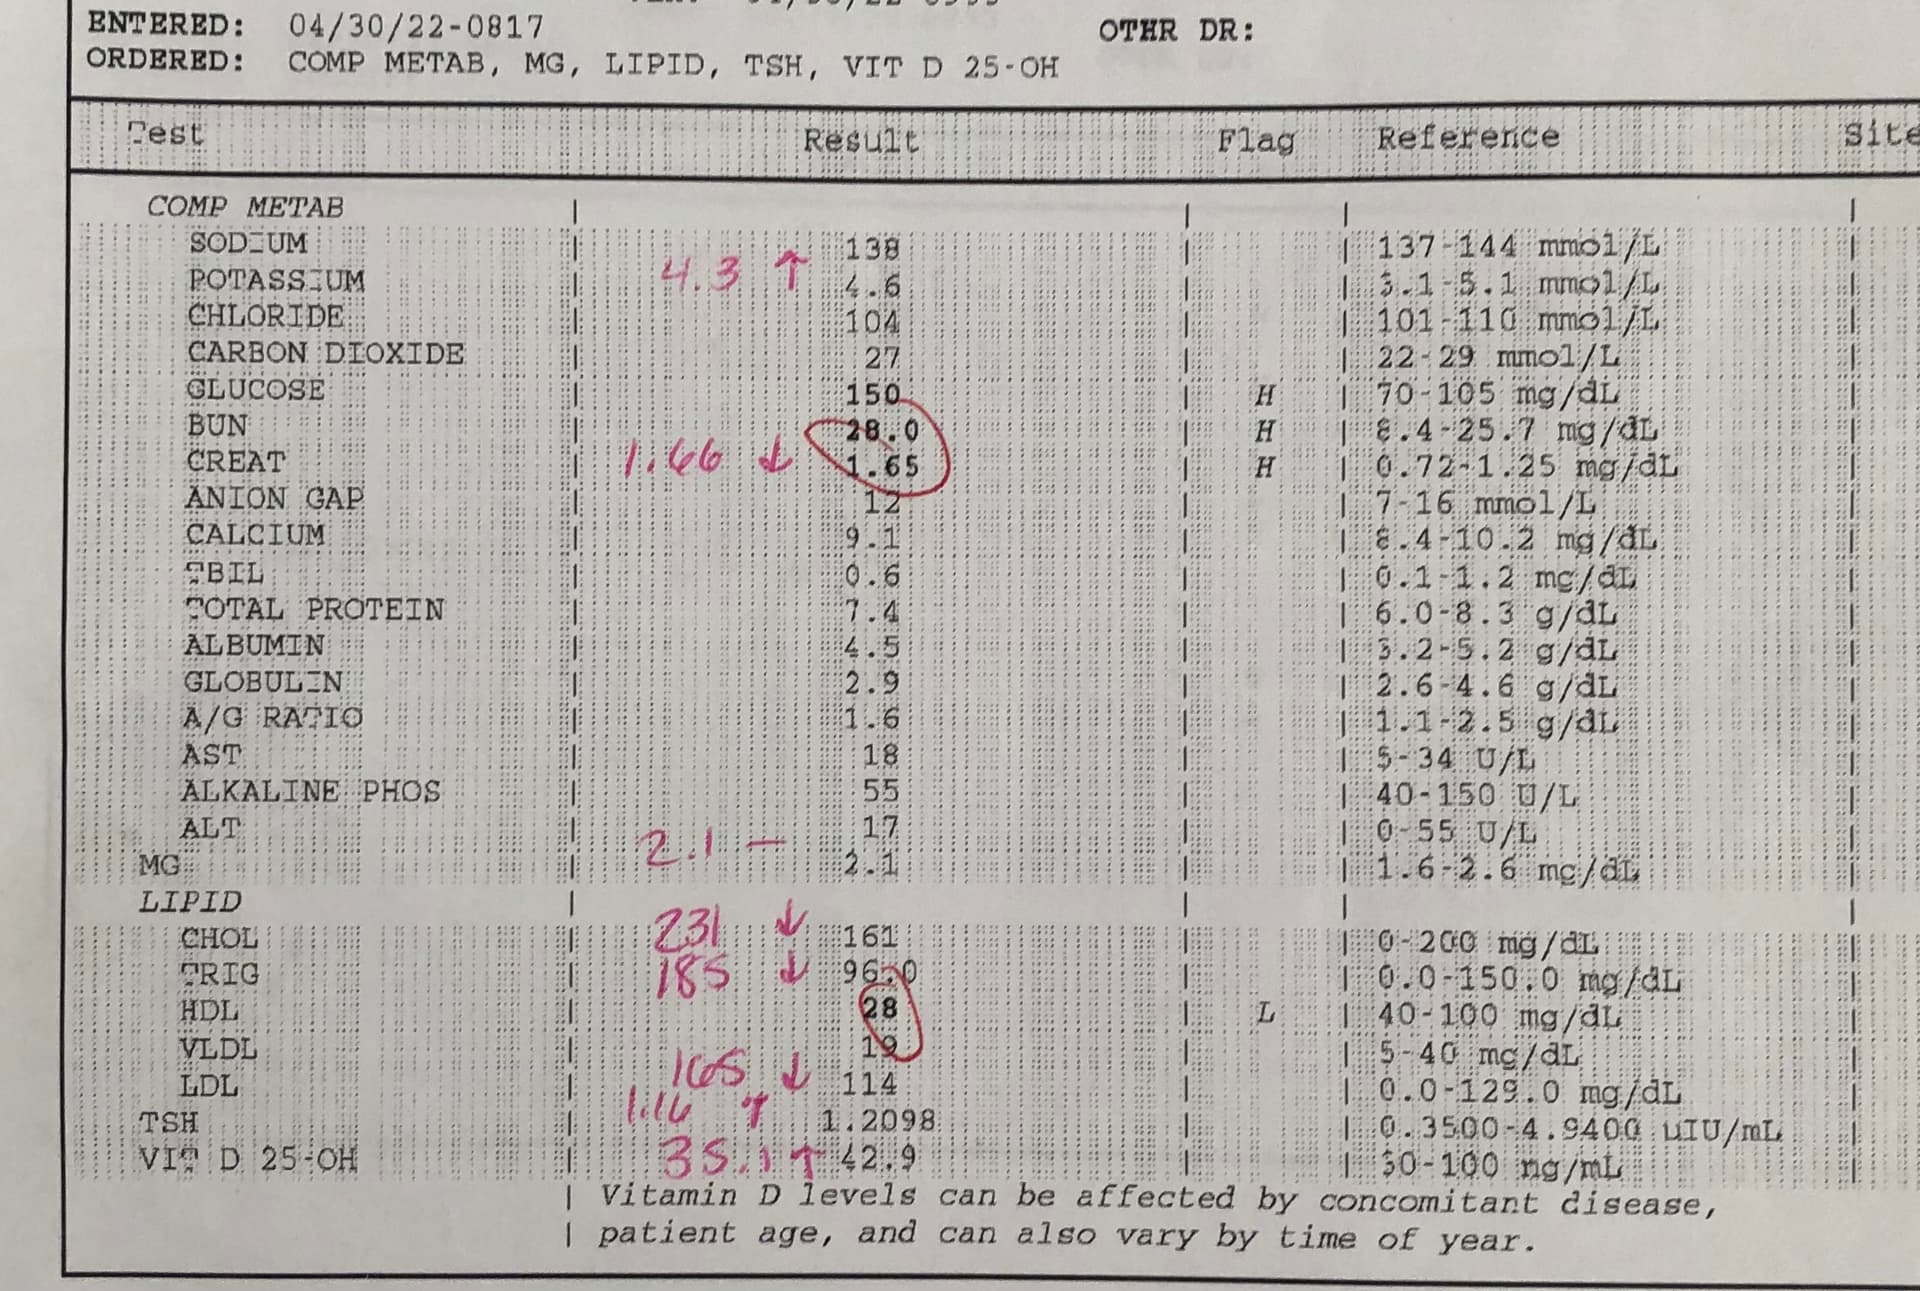 ENTERED: 04/30/22-0817 OTHR DR:
ORDERED: COMP METAB, MG, LIPID, TSH, VIT D 25-OH
Test Result Flag Reference Site
COMP METAB
SODIUM 138 137-144 mmol/L
POTASSIUM 4.3 ↑ 4.6 3.1-5.1 mmol/L
CHLORIDE 104 101-110 mmol/L
CARBON DIOXIDE 27 22-29 mmol/L
GLUCOSE 150 H 70-105 mg/dL
BUN 28.0 H 8.4-25.7 mg/dL
CREAT 1.66 ↓ 1.65 H 0.72-1.25 mg/dL
ANION GAP 12 7-16 mmol/L
CALCIUM 9.1 8.4-10.2 mg/dL
TBIL 0.6 0.1-1.2 mg/dL
TOTAL PROTEIN 7.4 6.0-8.3 g/dL
ALBUMIN 4.5 3.2-5.2 g/dL
GLOBULIN 2.9 2.6-4.6 g/dL
A/G RATIO 1.6 1.1-2.5 g/dL
AST 18 5-34 U/L
ALKALINE PHOS 55 40-150 U/L
ALT 17 0-55 U/L
MG 2.1 — 2.1 1.6-2.6 mg/dL
LIPID
CHOL 231 ↓ 161 0-200 mg/dL
TRIG 185 ↓ 96.0 0.0-150.0 mg/dL
HDL 28 L 40-100 mg/dL
VLDL 19 5-40 mg/dL
LDL 165 ↓ 114 0.0-129.0 mg/dL
TSH 1.16 ↑ 1.2098 0.3500-4.9400 uIU/mL
VIT D 25-OH 35.1 ↑ 42.9 30-100 ng/mL
Vitamin D levels can be affected by concomitant disease,
patient age, and can also vary by time of year.